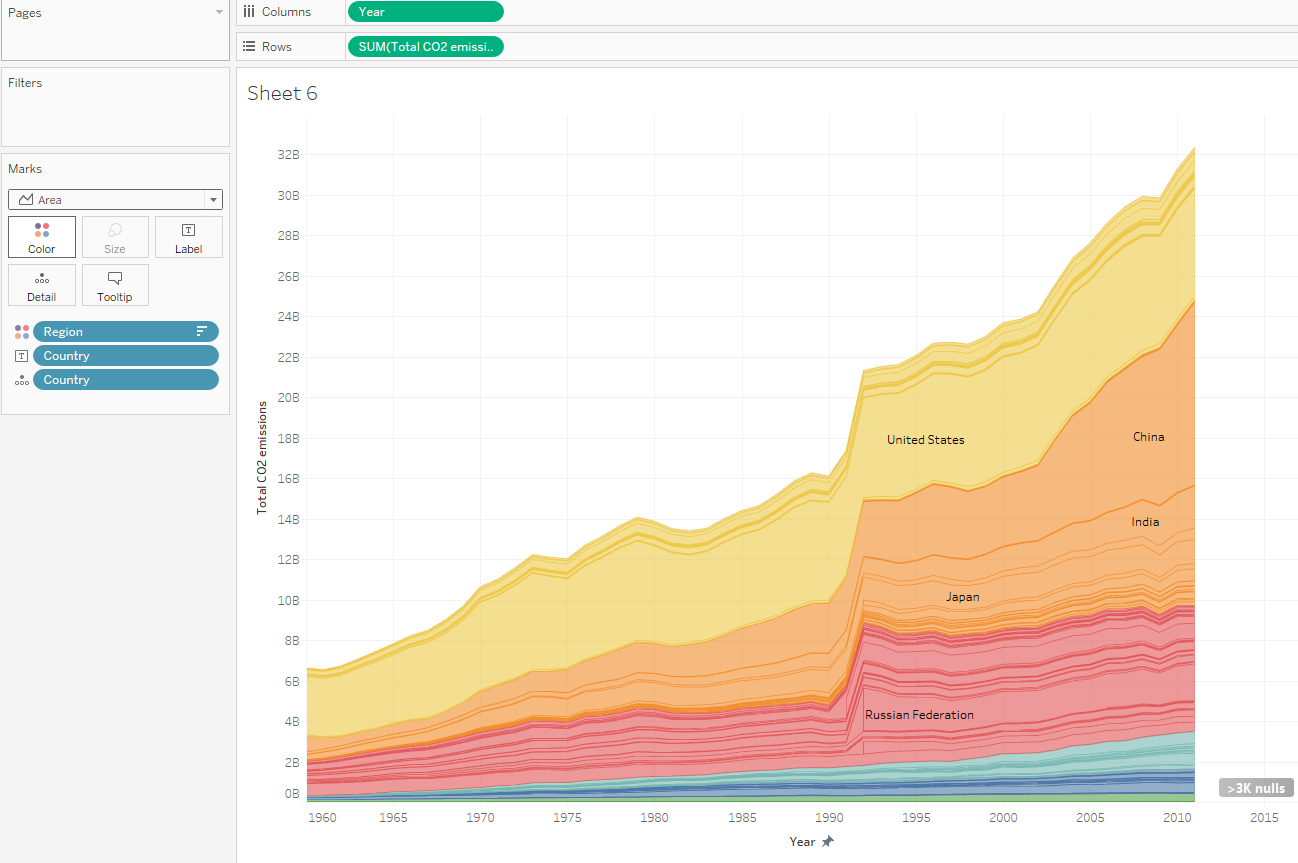 Pages
Columns
Year
Rows
SUM(Total CO2 emissi..
Filters
Sheet 6
Marks
Area
Color
Size
Label
Detail
Tooltip
Region
Country
Country
Total CO2 emissions
32B
30B
28B
26B
24B
22B
20B
18B
16B
14B
12B
10B
8B
6B
4B
2B
0B
United States
China
India
Japan
Russian Federation
>3K nulls
1960 1965 1970 1975 1980 1985 1990 1995 2000 2005 2010 2015
Year